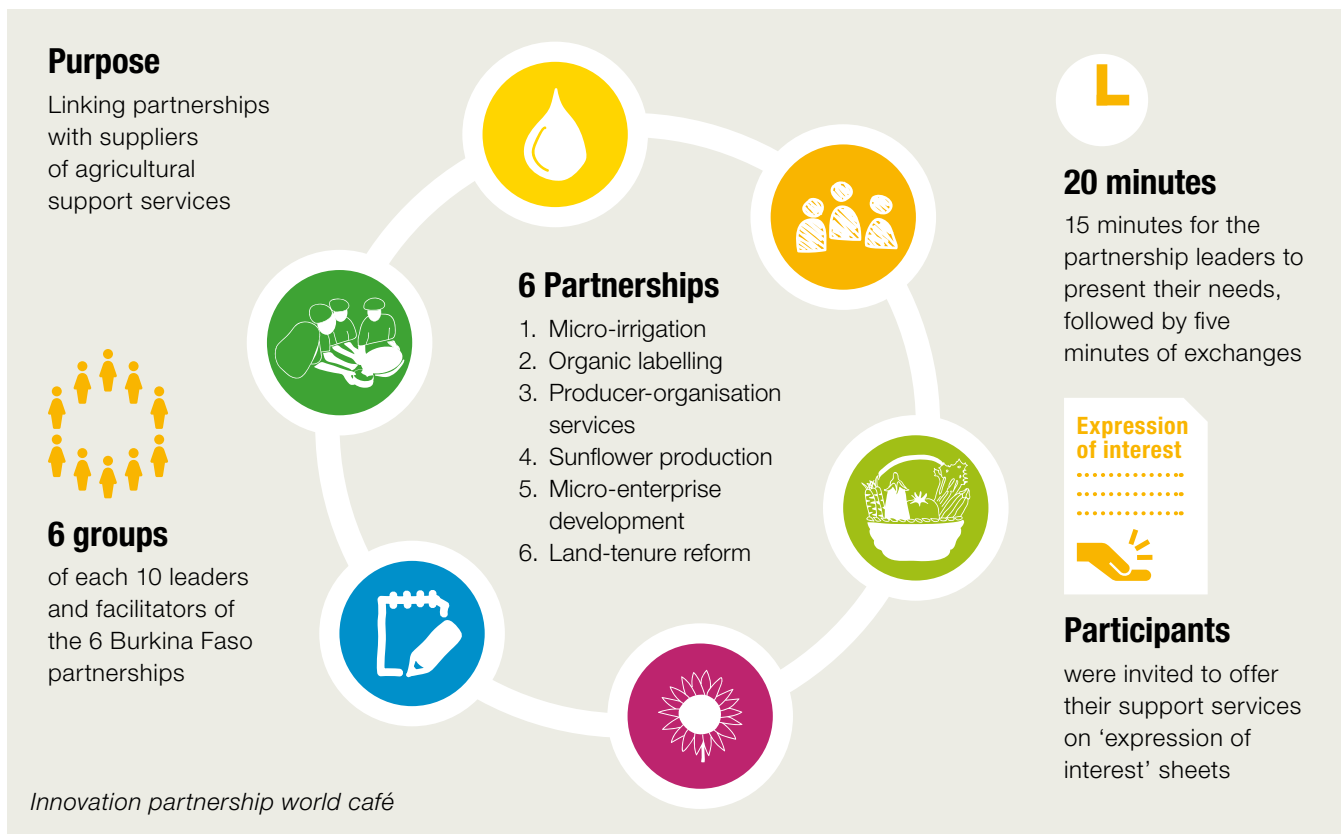 Purpose
Linking partnerships
with suppliers
of agricultural
support services
6 groups
of each 10 leaders
and facilitators of
the 6 Burkina Faso
partnerships
6 Partnerships
1. Micro-irrigation
2. Organic labelling
3. Producer-organisation
services
4. Sunflower production
5. Micro-enterprise
development
6. Land-tenure reform
20 minutes
15 minutes for the
partnership leaders to
present their needs,
followed by five
minutes of exchanges
Expression
of interest
Participants
were invited to offer
their support services
on ‘expression of
interest’ sheets
Innovation partnership world café